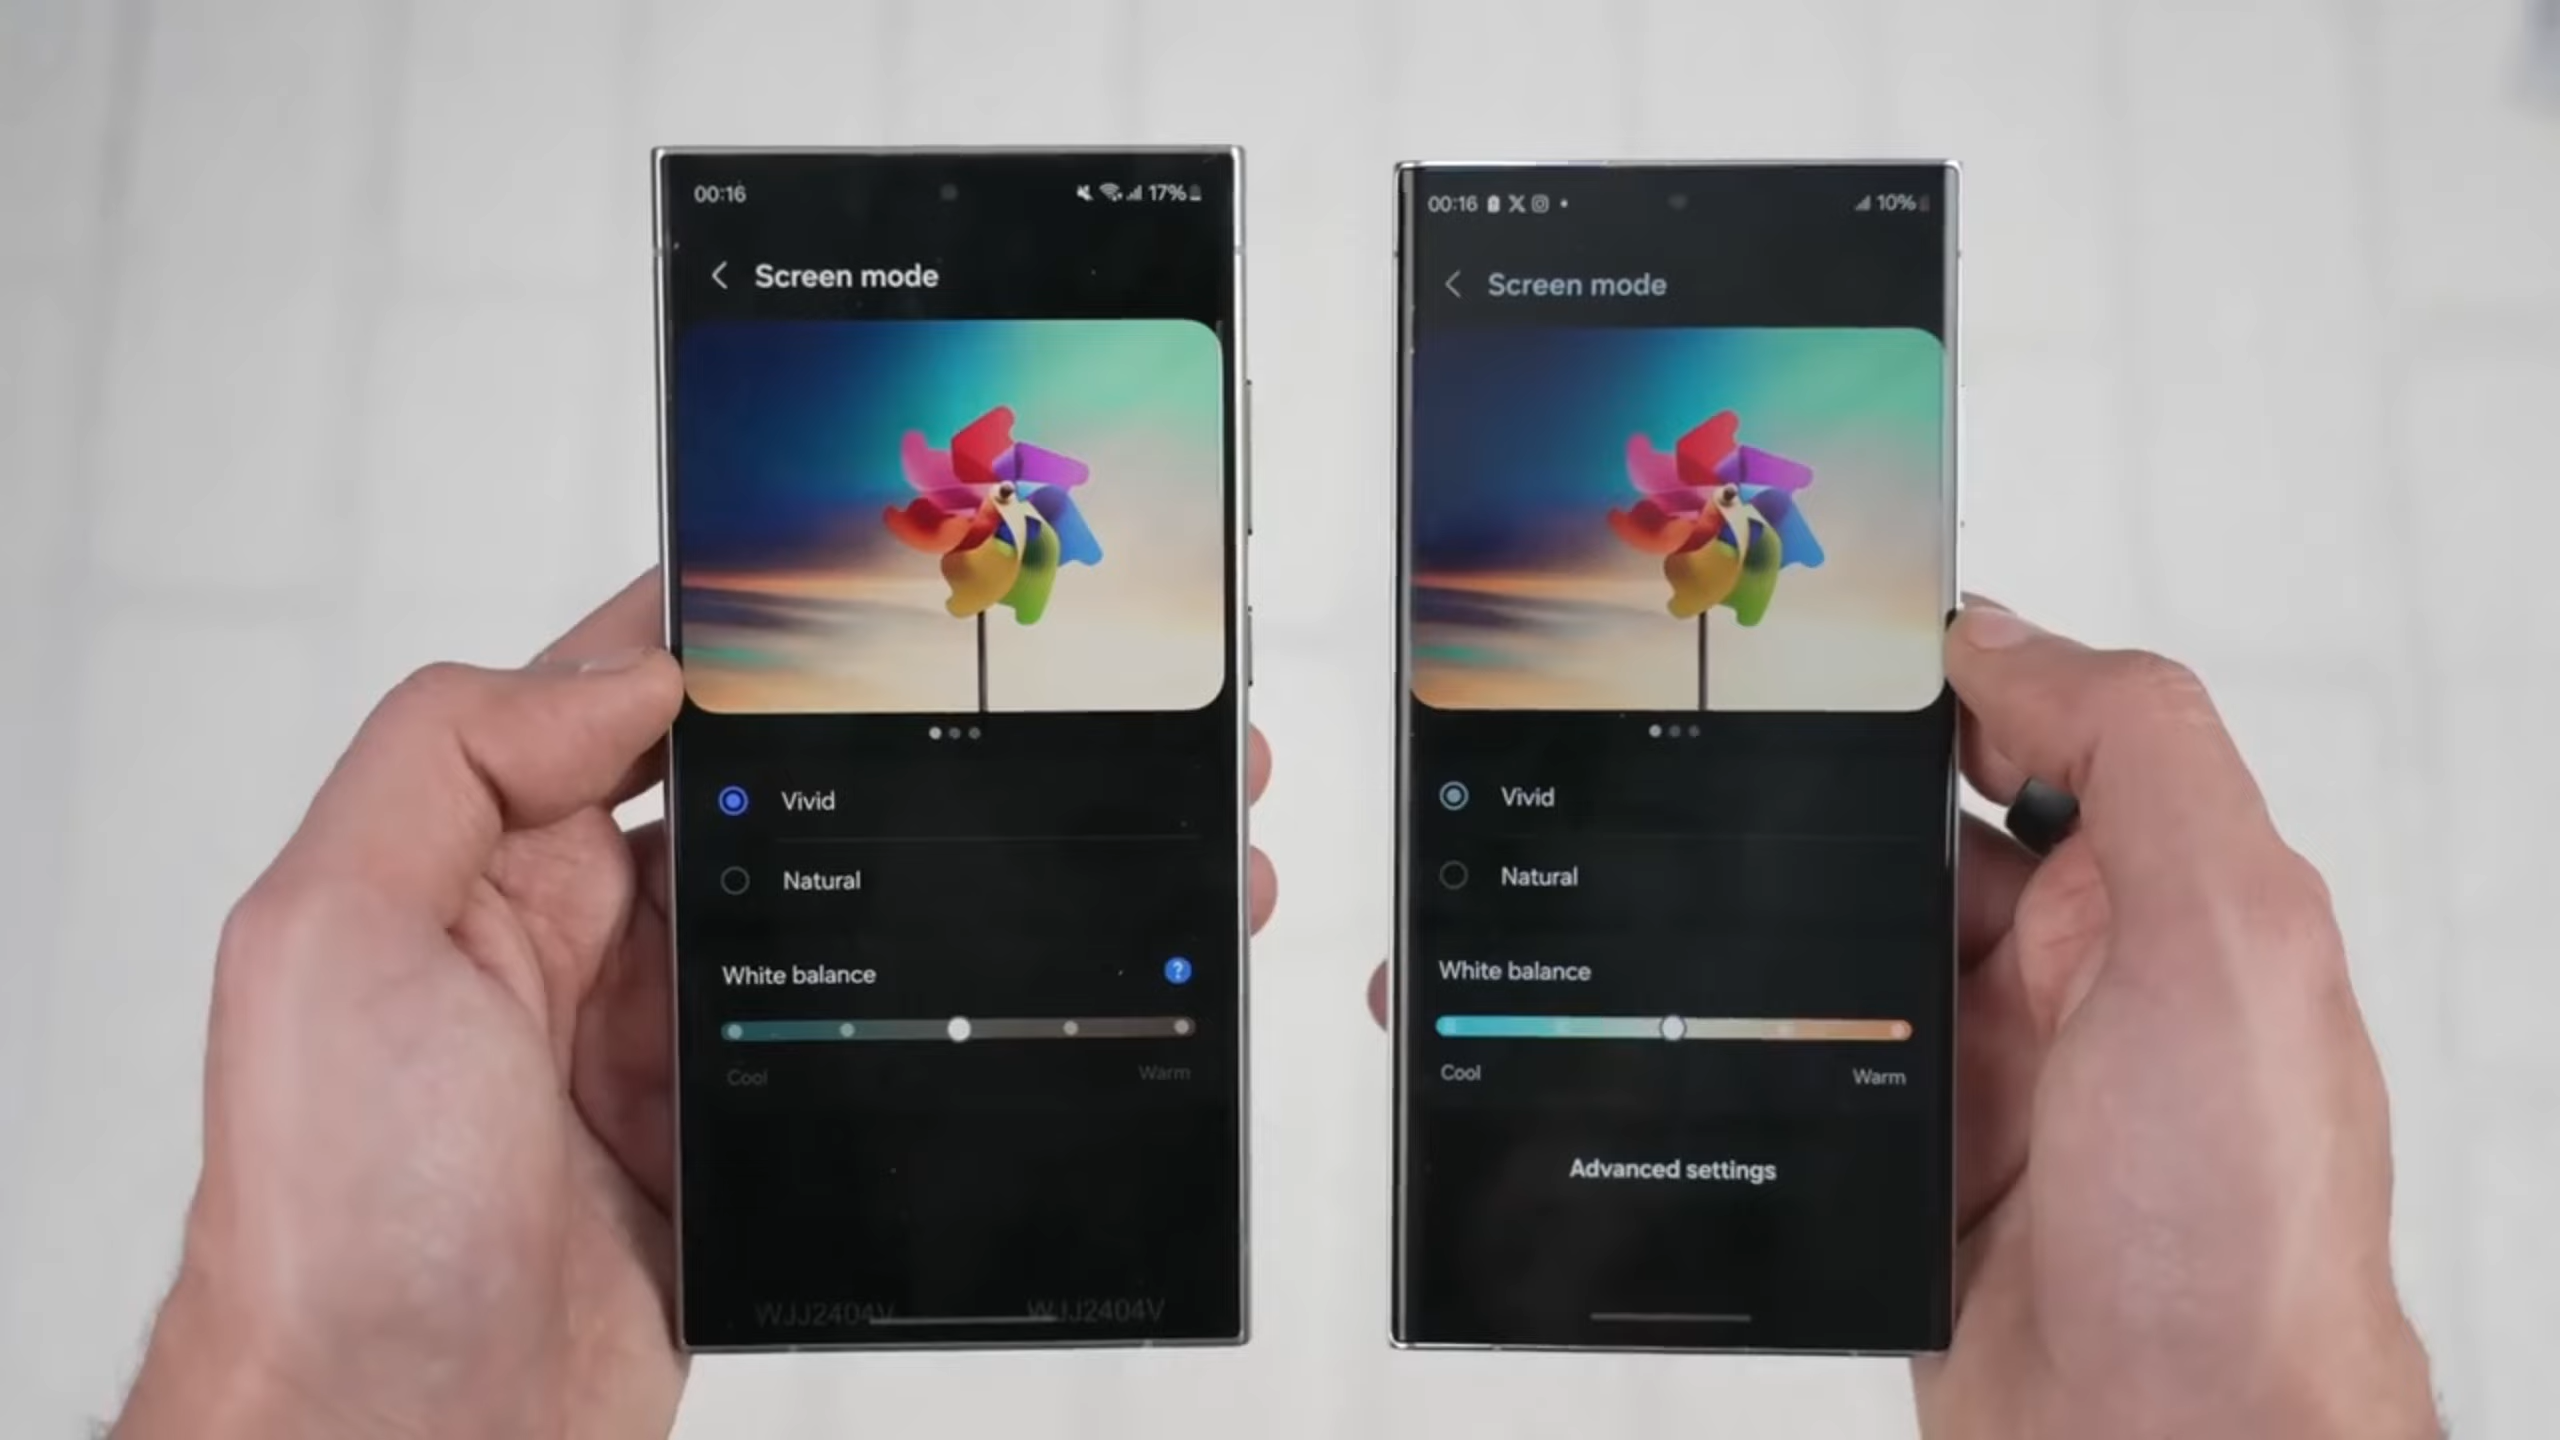 00:16
17%
Screen mode
Vivid
Natural
White balance
?
Cool
Warm
WJJ2404V
WJJ2404V
00:16
10%
Screen mode
Vivid
Natural
White balance
Cool
Warm
Advanced settings